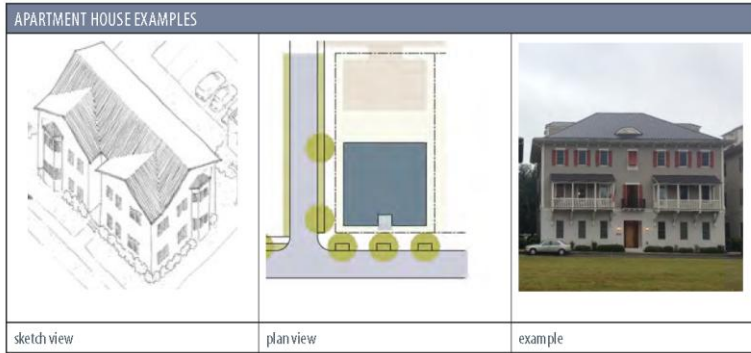 APARTMENT HOUSE EXAMPLES
sketch view
plan view
example